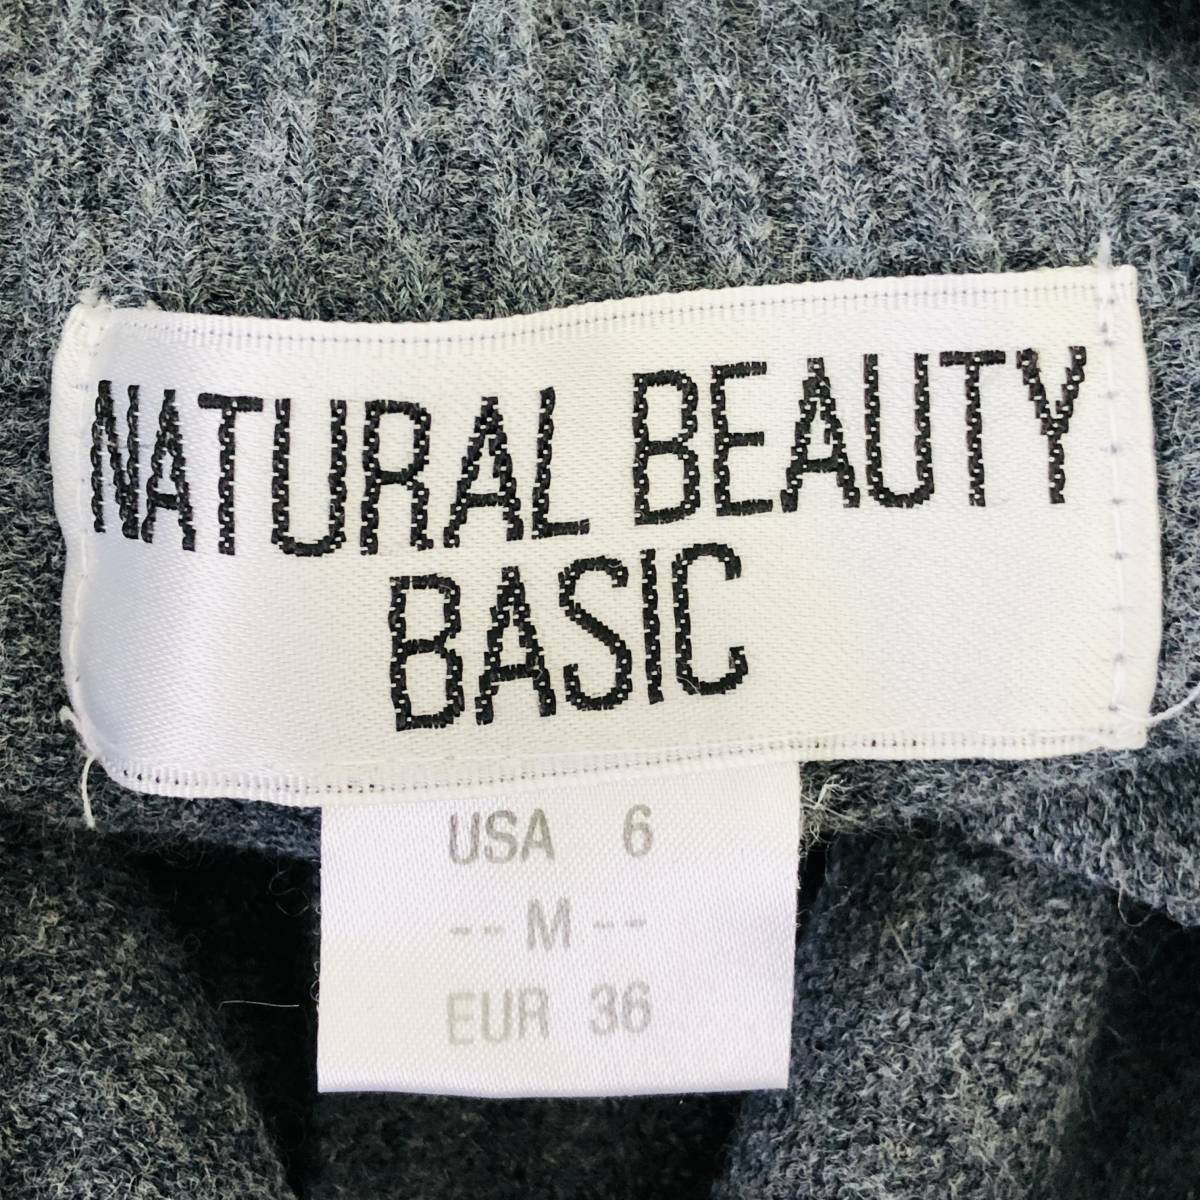 NATURAL BEAUTY
BASIC
USA 6
-- M --
EUR 36